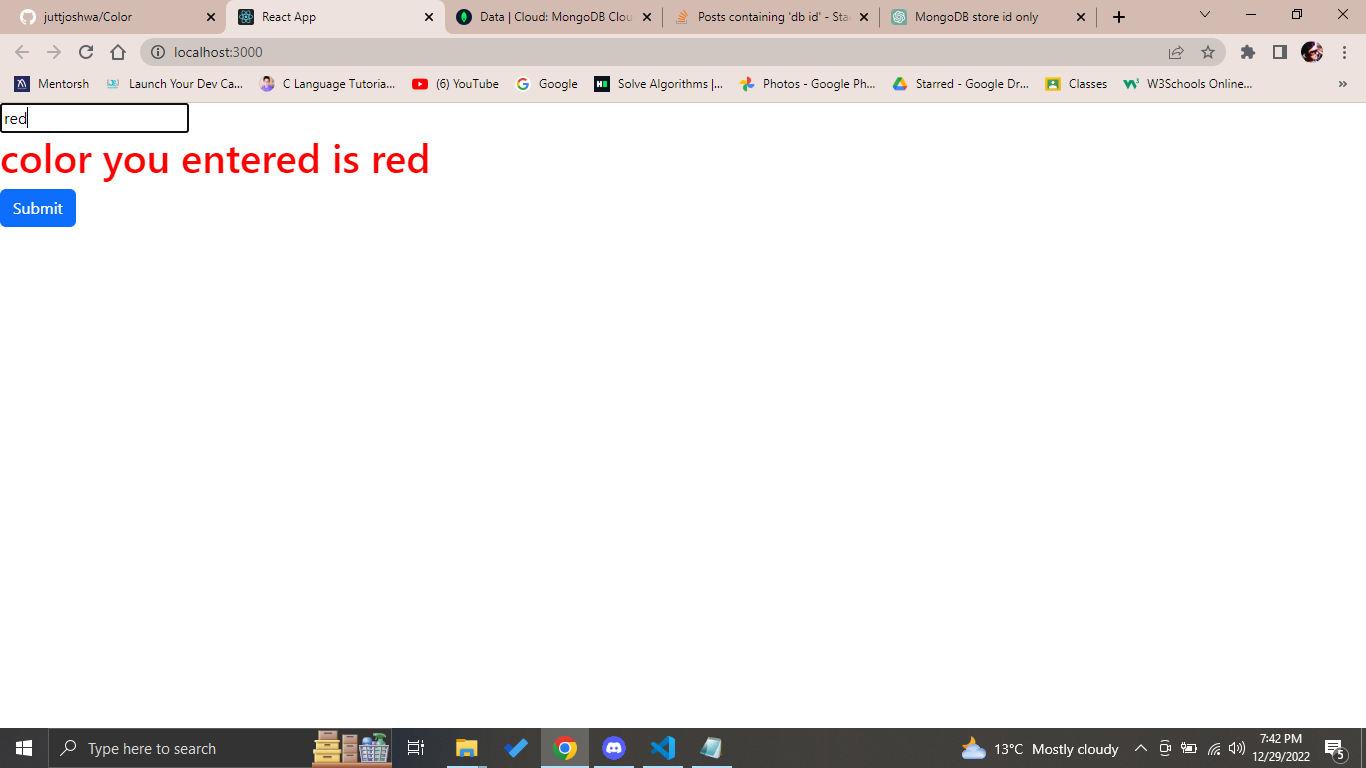 juttjoshwa/Color
React App
Data | Cloud: MongoDB Clou
Posts containing 'db id' - Sta
MongoDB store id only
localhost:3000
Mentorsh
Launch Your Dev Ca...
C Language Tutoria...
(6) YouTube
Google
Solve Algorithms |...
Photos - Google Ph...
Starred - Google Dr...
Classes
W3Schools Online...
red
color you entered is red
Submit
Type here to search
13°C Mostly cloudy
7:42 PM
12/29/2022
5